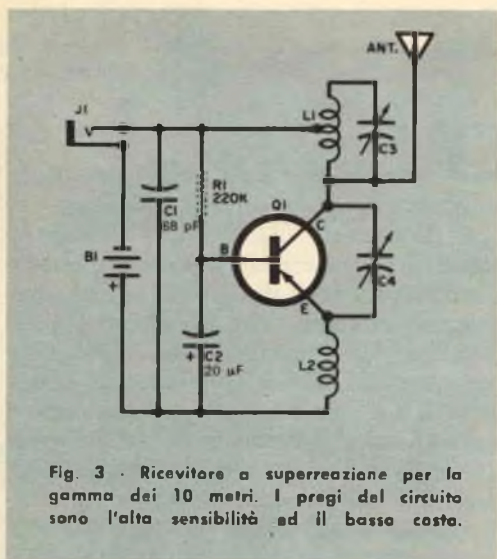 ANT.
J1
L1
C3
R1
220K
C1
68 pF
Q1
B
C
E
B1
+
C4
+ C2
20 µF
L2
Fig. 3 - Ricevitore a superreazione per la
gamma dei 10 metri. I pregi del circuito
sono l'alta sensibilità ed il basso costo.